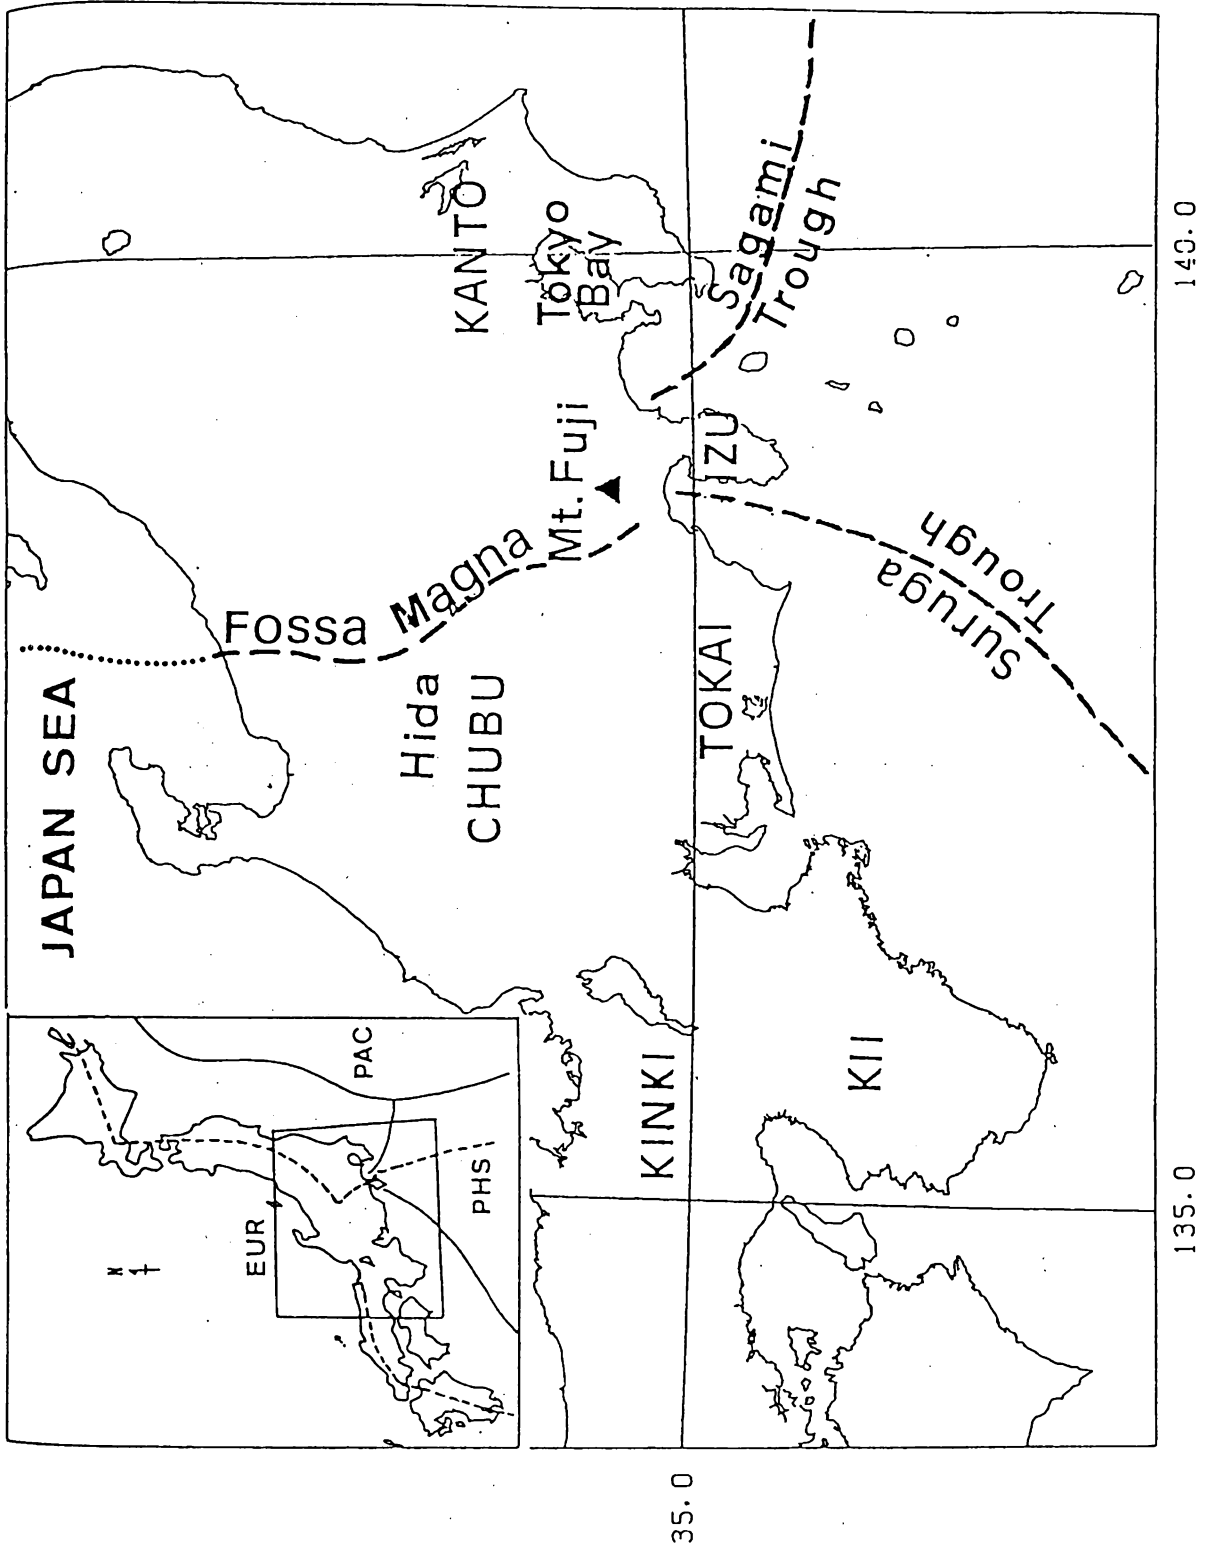 JAPAN SEA
Fossa Magna
Hida
CHUBU
Mt. Fuji
KANTO
Tokyo
Bay
Sagami
Trough
IZU
TOKAI
Suruga
Trough
KINKI
KII
EUR
PAC
PHS
35.0
135.0
140.0